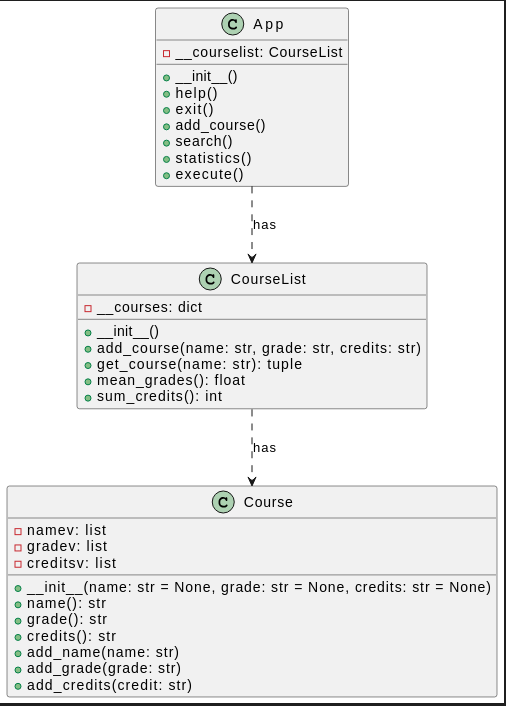 C App
__courselist: CourseList
__init__()
help()
exit()
add_course()
search()
statistics()
execute()
has
C CourseList
__courses: dict
__init__()
add_course(name: str, grade: str, credits: str)
get_course(name: str): tuple
mean_grades(): float
sum_credits(): int
has
C Course
namev: list
gradev: list
creditsv: list
__init__(name: str = None, grade: str = None, credits: str = None)
name(): str
grade(): str
credits(): str
add_name(name: str)
add_grade(grade: str)
add_credits(credit: str)